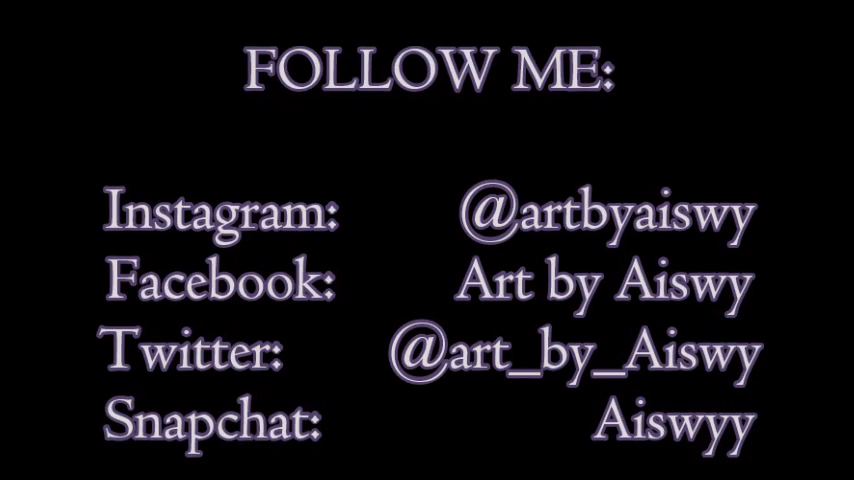 FOLLOW ME:
Instagram: @artbyaiswy
Facebook: Art by Aiswy
Twitter: @art_by_Aiswy
Snapchat: Aiswyy